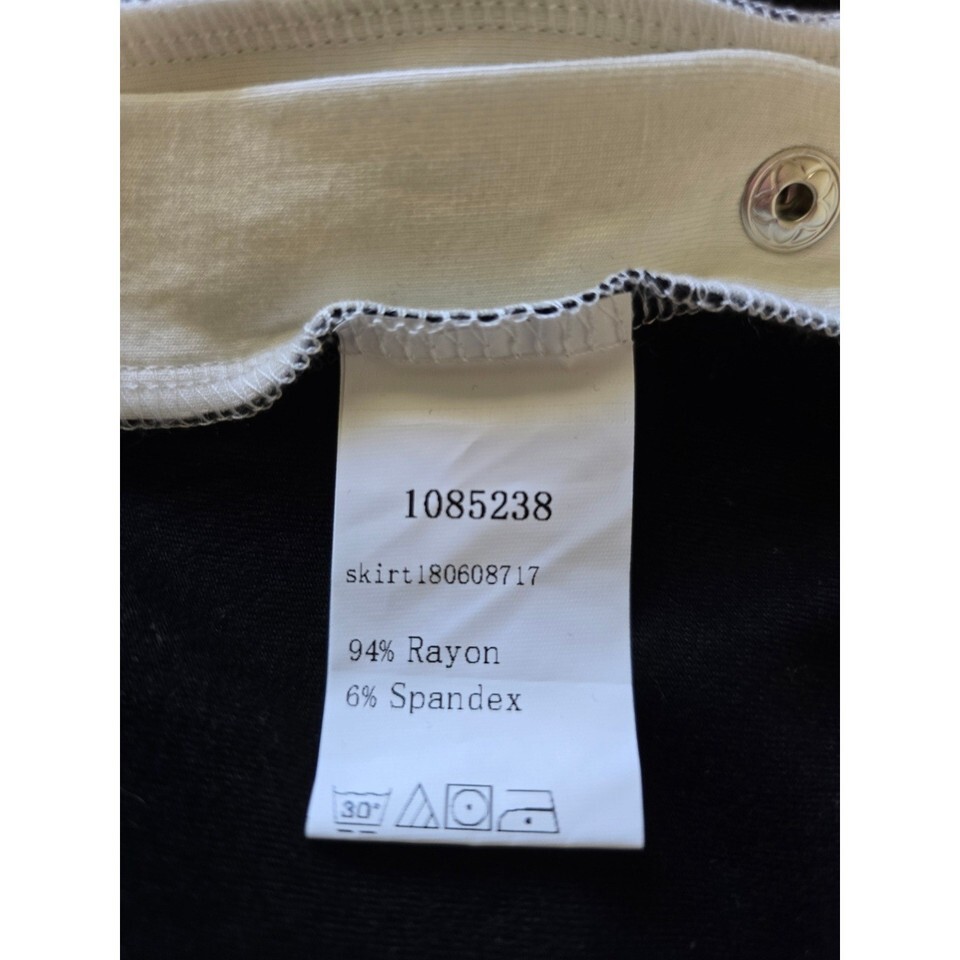 1085238
skirt180608717
94% Rayon
6% Spandex
30°